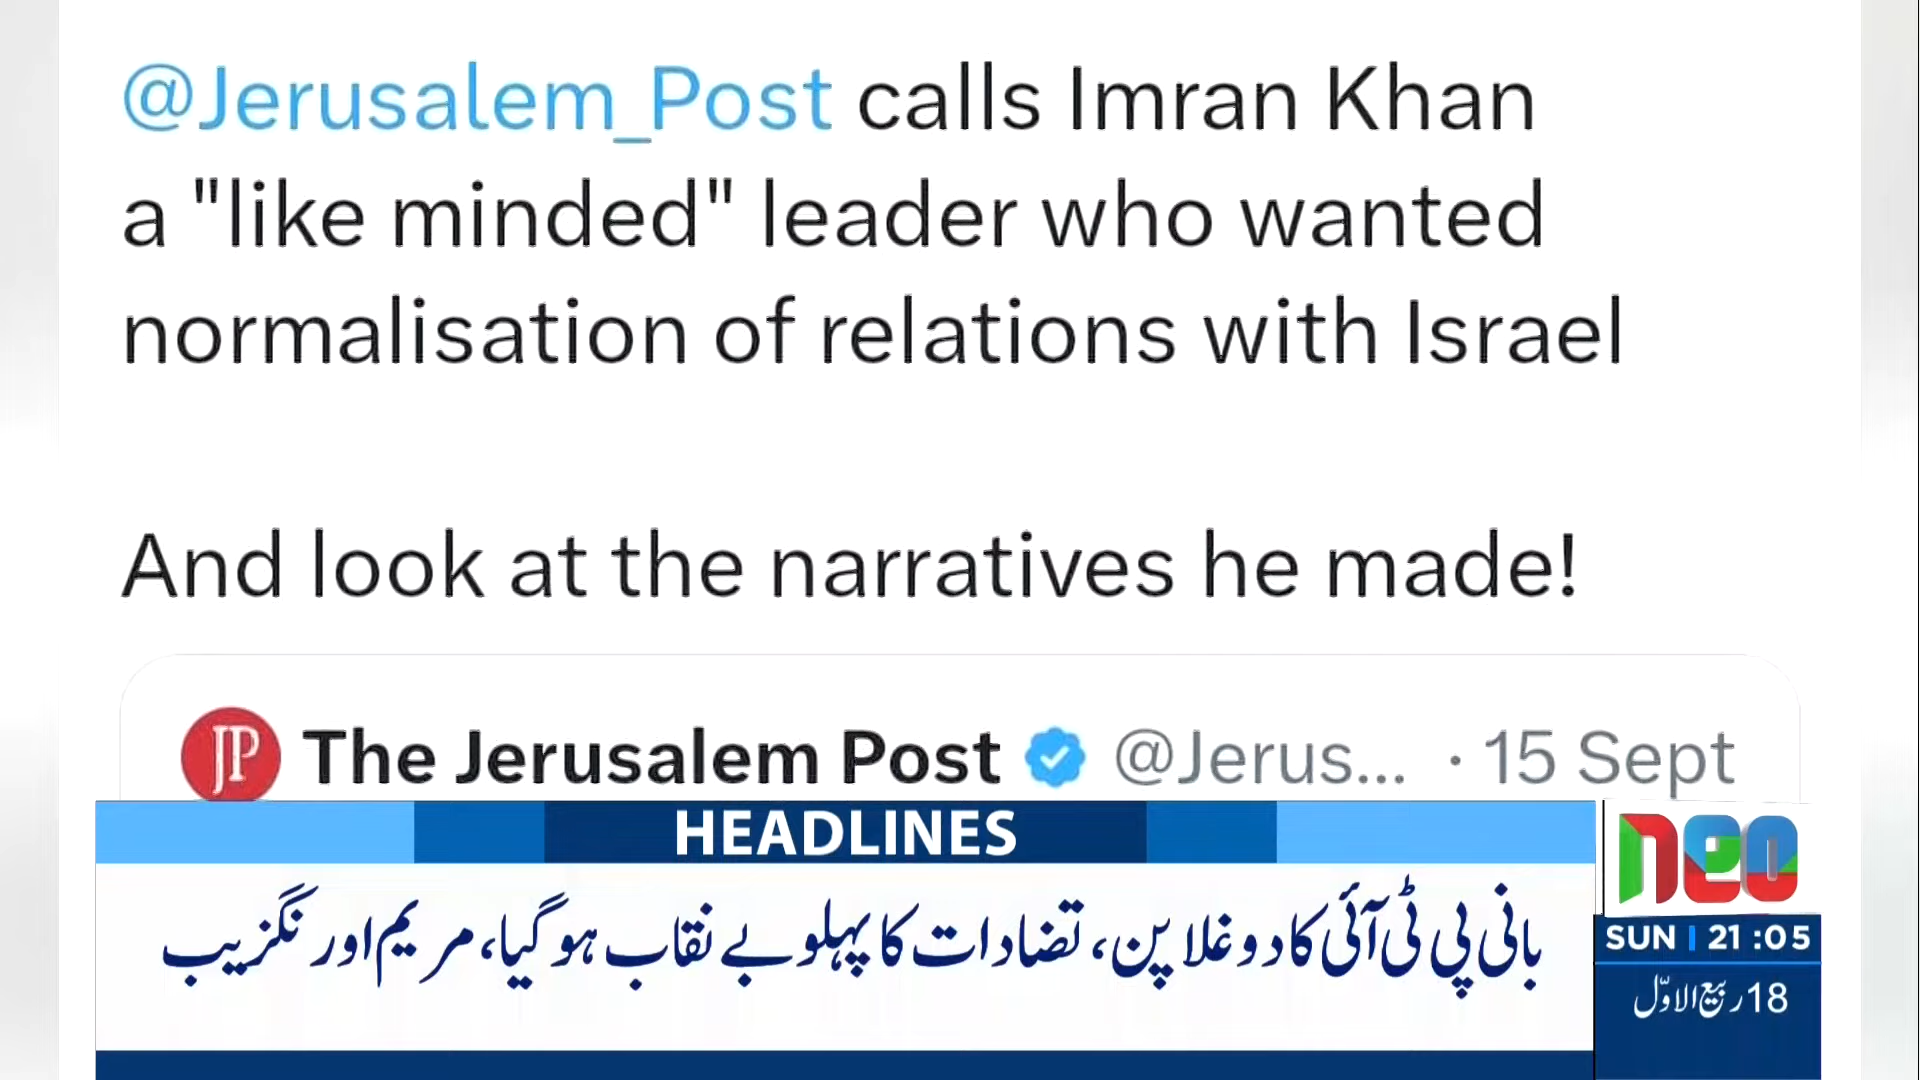 @Jerusalem_Post calls Imran Khan
a "like minded" leader who wanted
normalisation of relations with Israel
And look at the narratives he made!
JP The Jerusalem Post @Jerus... · 15 Sept
HEADLINES
بانی پی ٹی آئی کا دوغلا پن، تضادات کا پہلو بے نقاب ہو گیا، مریم اورنگزیب
neo
SUN | 21 :05
18 ربیع الاوّل